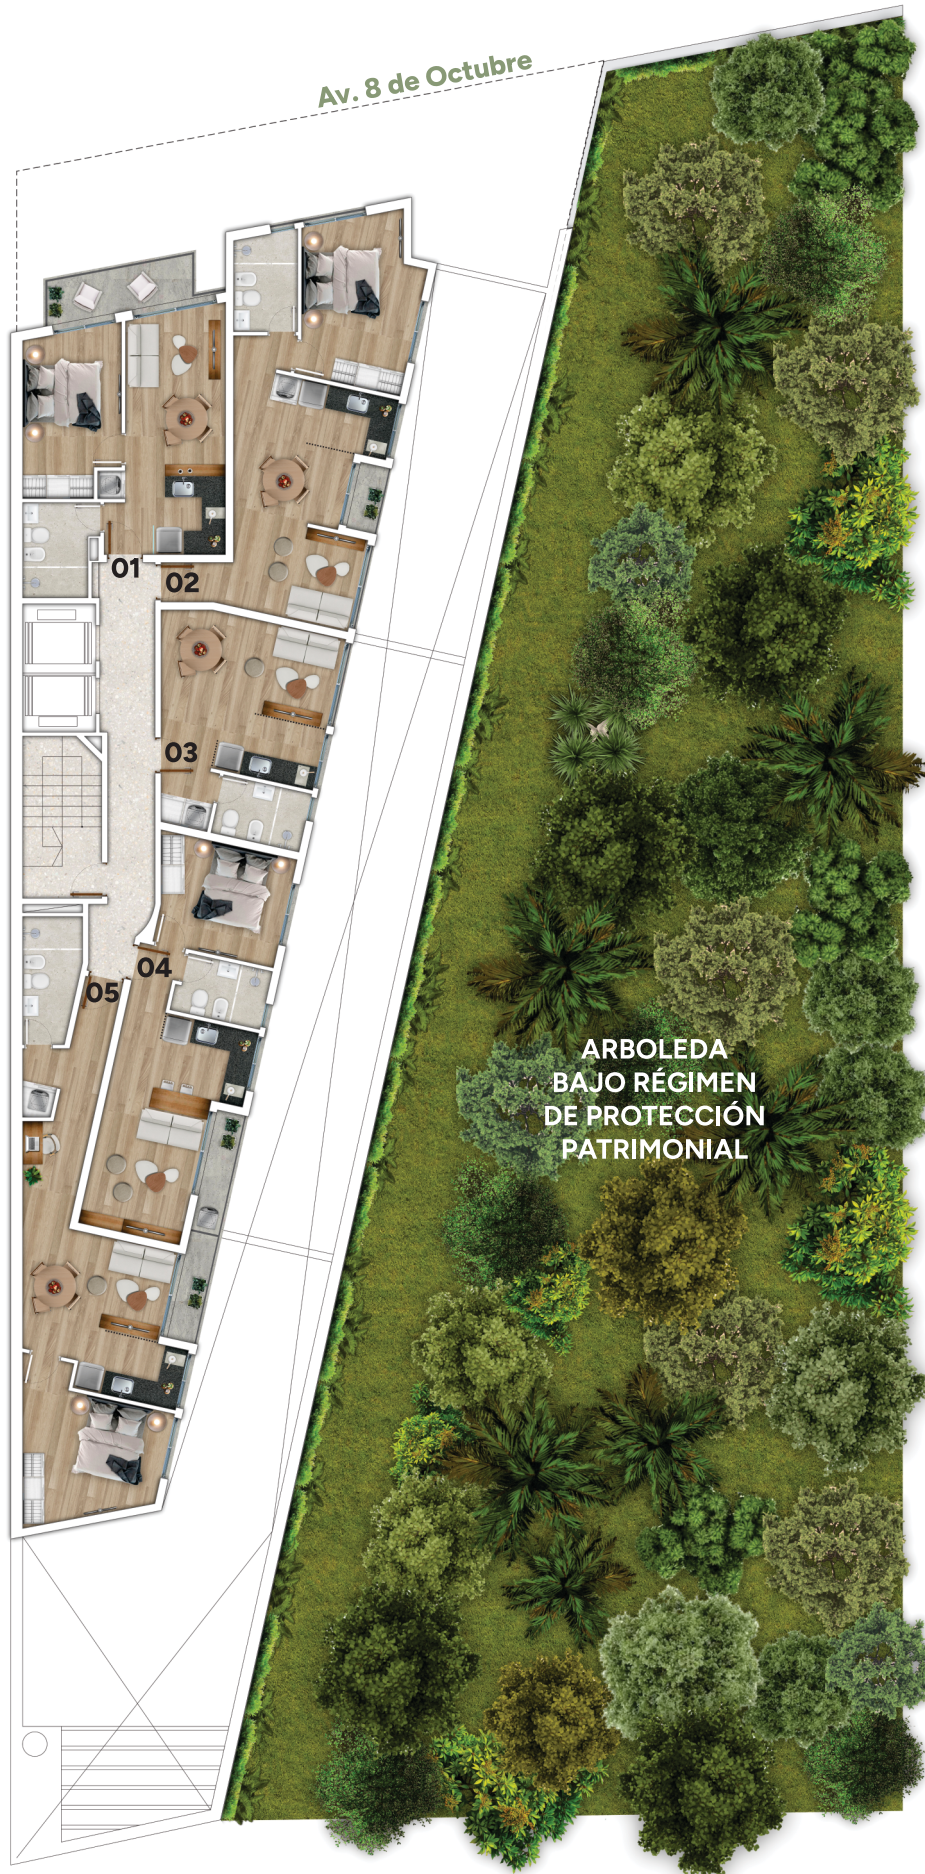 Av. 8 de Octubre
01
02
03
04
05
ARBOLEDA
BAJO RÉGIMEN
DE PROTECCIÓN
PATRIMONIAL